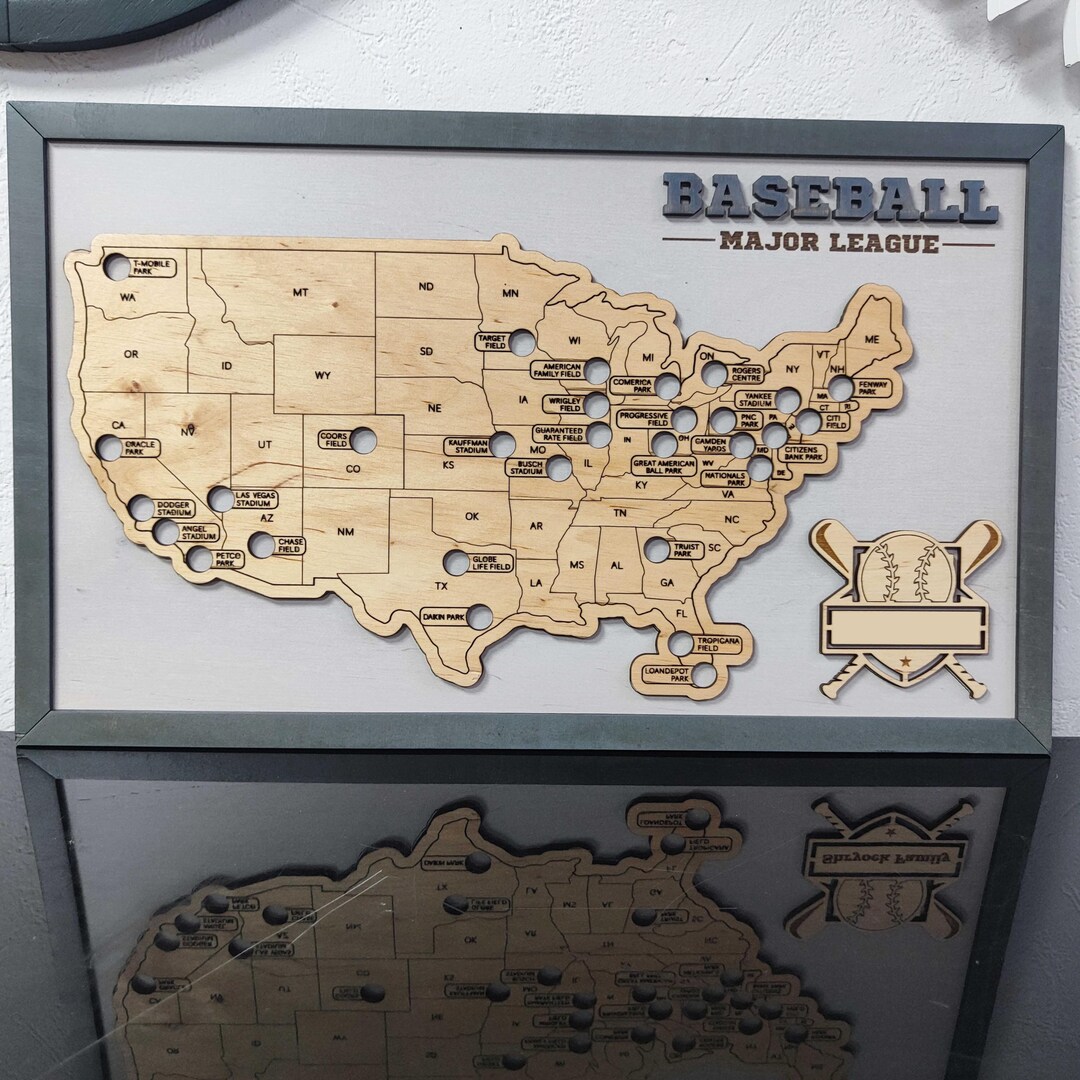 BASEBALL
MAJOR LEAGUE
T-MOBILE
PARK
WA
MT
ND
MN
OR
ID
WY
SD
TARGET
FIELD
WI
AMERICAN
FAMILY FIELD
MI
COMERICA
PARK
ON
ROGERS
CENTRE
NY
VT
NH
ME
FENWAY
PARK
MA
CT
RI
YANKEE
STADIUM
CITI
FIELD
NE
IA
WRIGLEY
FIELD
PROGRESSIVE
FIELD
PNC
PARK
PA
CA
NV
ORACLE
PARK
UT
COORS
FIELD
CO
KAUFFMAN
STADIUM
KS
MO
GUARANTEED
RATE FIELD
BUSCH
STADIUM
IL
IN
OH
GREAT AMERICAN
BALL PARK
CAMDEN
YARDS
MD
CITIZENS
BANK PARK
WV
NATIONALS
PARK
DE
KY
VA
DODGER
STADIUM
LAS VEGAS
STADIUM
ANGEL
STADIUM
AZ
CHASE
FIELD
PETCO
PARK
NM
OK
AR
TN
NC
GLOBE
LIFE FIELD
TX
LA
MS
AL
TRUIST
PARK
SC
GA
DAIKIN PARK
FL
TROPICANA
FIELD
LOANDEPOT
PARK
Shryock Family